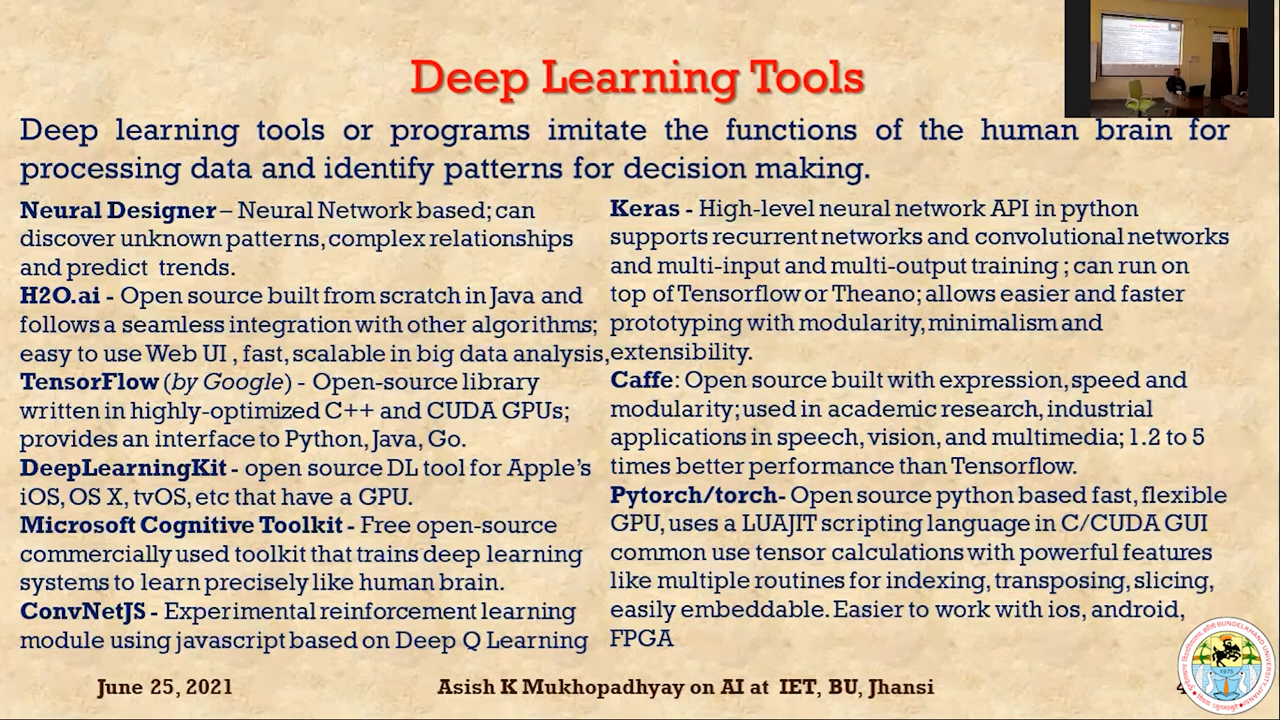 Deep Learning Tools
Deep learning tools or programs imitate the functions of the human brain for
processing data and identify patterns for decision making.
Neural Designer – Neural Network based; can
discover unknown patterns, complex relationships
and predict trends.
H2O.ai - Open source built from scratch in Java and
follows a seamless integration with other algorithms;
easy to use Web UI , fast, scalable in big data analysis,
TensorFlow (by Google) - Open-source library
written in highly-optimized C++ and CUDA GPUs;
provides an interface to Python, Java, Go.
DeepLearningKit - open source DL tool for Apple's
iOS, OS X, tvOS, etc that have a GPU.
Microsoft Cognitive Toolkit - Free open-source
commercially used toolkit that trains deep learning
systems to learn precisely like human brain.
ConvNetJS - Experimental reinforcement learning
module using javascript based on Deep Q Learning
Keras - High-level neural network API in python
supports recurrent networks and convolutional networks
and multi-input and multi-output training ; can run on
top of Tensorflow or Theano; allows easier and faster
prototyping with modularity, minimalism and
extensibility.
Caffe: Open source built with expression, speed and
modularity; used in academic research, industrial
applications in speech, vision, and multimedia; 1.2 to 5
times better performance than Tensorflow.
Pytorch/torch- Open source python based fast, flexible
GPU, uses a LUAJIT scripting language in C/CUDA GUI
common use tensor calculations with powerful features
like multiple routines for indexing, transposing, slicing,
easily embeddable. Easier to work with ios, android,
FPGA
June 25, 2021
Asish K Mukhopadhyay on AI at IET, BU, Jhansi
BUNDELKHAND UNIVERSITY JHANSI
1975